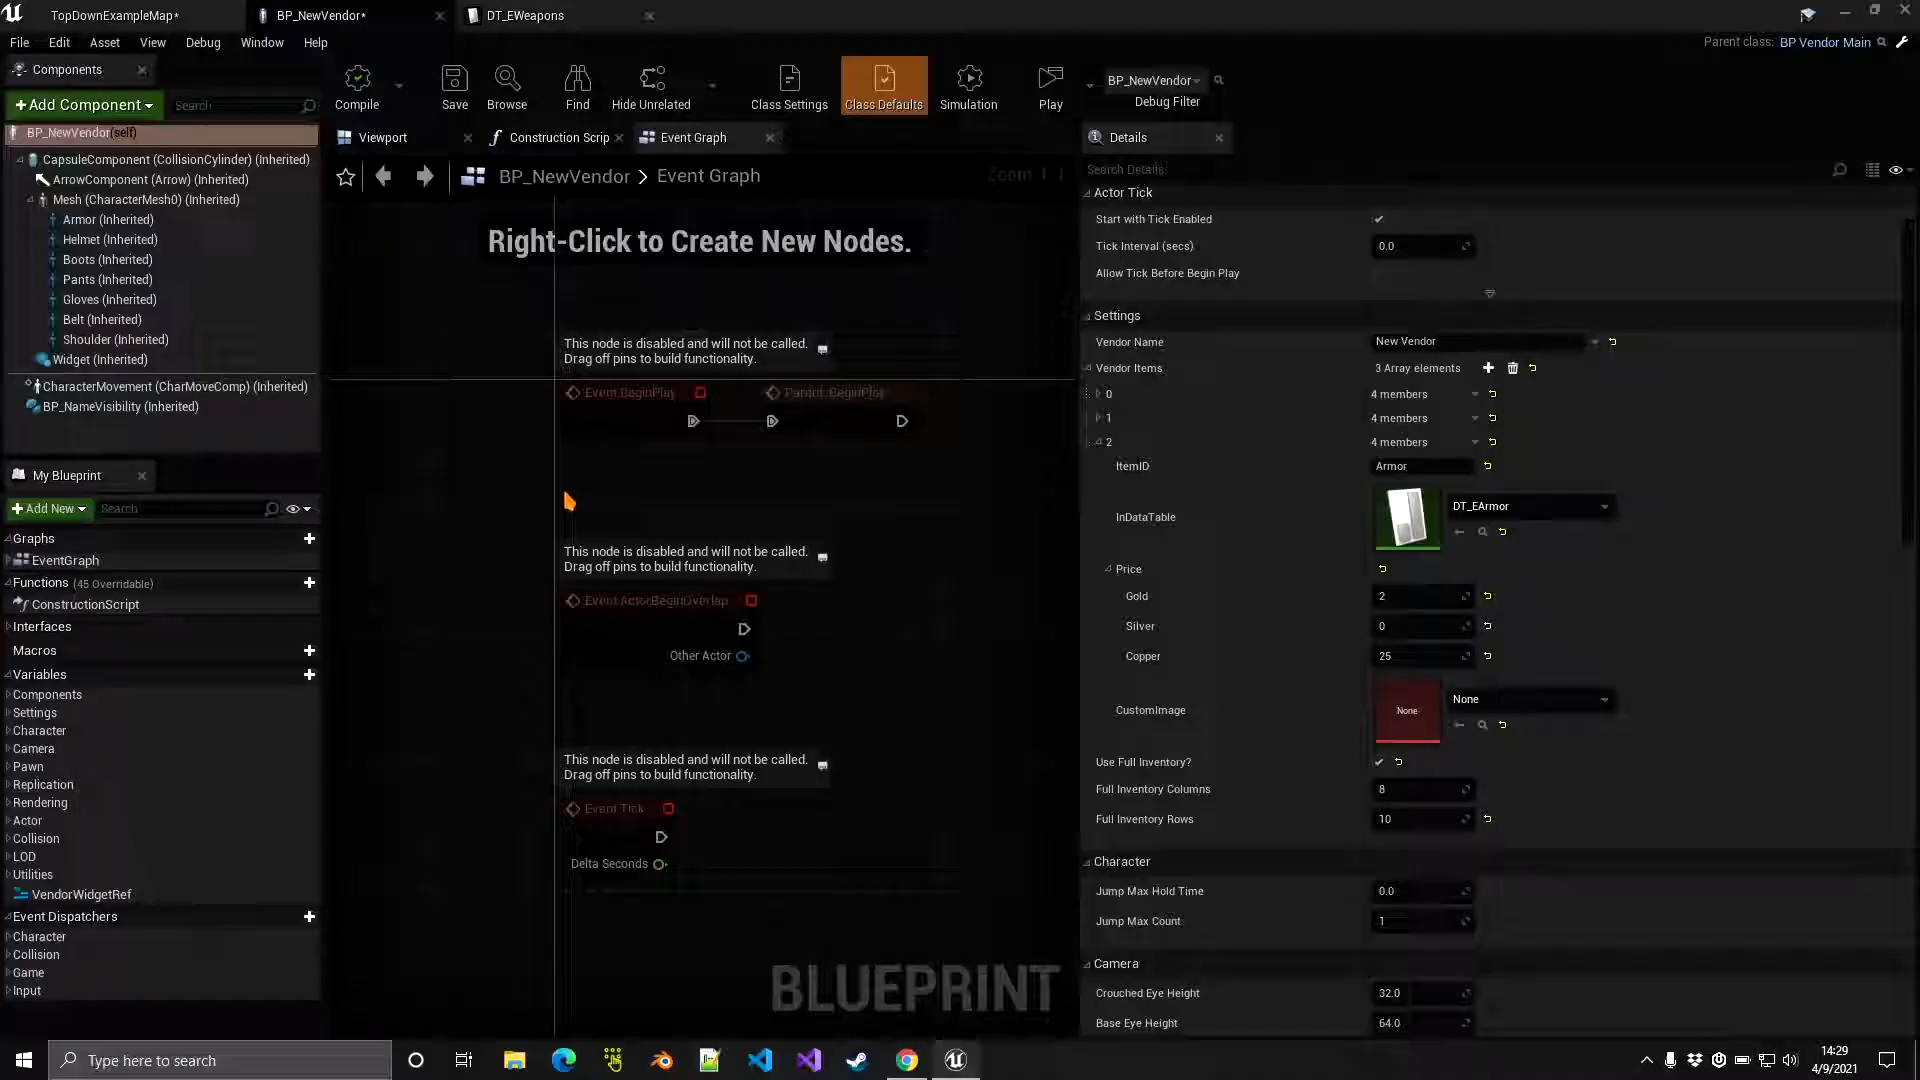 TopDownExampleMap*
BP_NewVendor*
DT_EWeapons
File Edit Asset View Debug Window Help
Parent class: BP Vendor Main
Components
+Add Component
Search
BP_NewVendor(self)
CapsuleComponent (CollisionCylinder) (Inherited)
ArrowComponent (Arrow) (Inherited)
Mesh (CharacterMesh0) (Inherited)
Armor (Inherited)
Helmet (Inherited)
Boots (Inherited)
Pants (Inherited)
Gloves (Inherited)
Belt (Inherited)
Shoulder (Inherited)
Widget (Inherited)
CharacterMovement (CharMoveComp) (Inherited)
BP_NameVisibility (Inherited)
My Blueprint
+Add New
Search
Graphs
EventGraph
Functions (45 Overridable)
ConstructionScript
Interfaces
Macros
Variables
Components
Settings
Character
Camera
Pawn
Replication
Rendering
Actor
Collision
LOD
Utilities
VendorWidgetRef
Event Dispatchers
Character
Collision
Game
Input
Compile
Save
Browse
Find
Hide Unrelated
Class Settings
Class Defaults
Simulation
Play
BP_NewVendor
Debug Filter
Viewport
Construction Scrip
Event Graph
BP_NewVendor > Event Graph
Zoom 1:1
Right-Click to Create New Nodes.
This node is disabled and will not be called.
Drag off pins to build functionality.
Event BeginPlay
Parent: BeginPlay
This node is disabled and will not be called.
Drag off pins to build functionality.
Event ActorBeginOverlap
Other Actor
This node is disabled and will not be called.
Drag off pins to build functionality.
Event Tick
Delta Seconds
BLUEPRINT
Details
Search Details
Actor Tick
Start with Tick Enabled
Tick Interval (secs) 0.0
Allow Tick Before Begin Play
Settings
Vendor Name New Vendor
Vendor Items 3 Array elements
0 4 members
1 4 members
2 4 members
ItemID Armor
InDataTable DT_EArmor
Price
Gold 2
Silver 0
Copper 25
CustomImage None None
Use Full Inventory?
Full Inventory Columns 8
Full Inventory Rows 10
Character
Jump Max Hold Time 0.0
Jump Max Count 1
Camera
Crouched Eye Height 32.0
Base Eye Height 64.0
Type here to search
14:29
4/9/2021